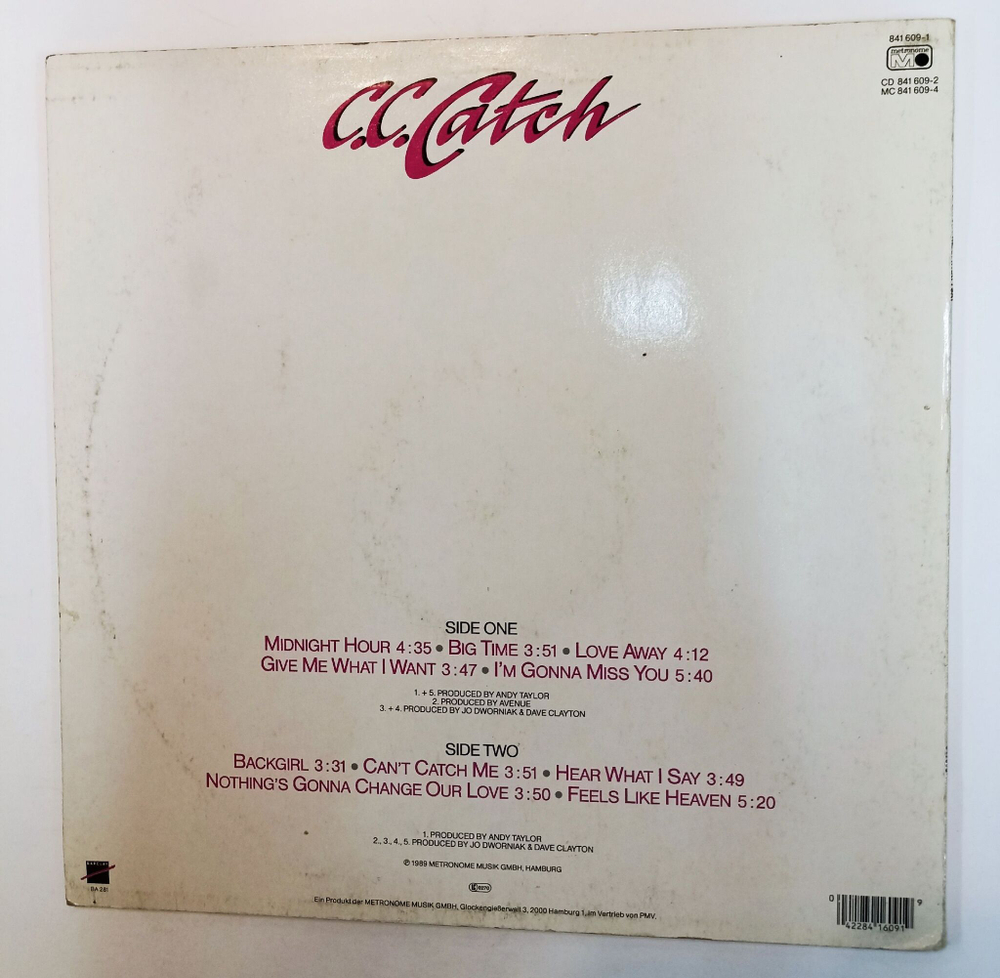 841 609-1
metronome
CD 841 609-2
MC 841 609-4
C.C. Catch
SIDE ONE
MIDNIGHT HOUR 4:35 • BIG TIME 3:51 • LOVE AWAY 4:12
GIVE ME WHAT I WANT 3:47 • I'M GONNA MISS YOU 5:40
1. + 5. PRODUCED BY ANDY TAYLOR
2. PRODUCED BY AVENUE
3. + 4. PRODUCED BY JO DWORNIAK & DAVE CLAYTON
SIDE TWO
BACKGIRL 3:31 • CAN'T CATCH ME 3:51 • HEAR WHAT I SAY 3:49
NOTHING'S GONNA CHANGE OUR LOVE 3:50 • FEELS LIKE HEAVEN 5:20
1. PRODUCED BY ANDY TAYLOR
2., 3., 4., 5. PRODUCED BY JO DWORNIAK & DAVE CLAYTON
℗ 1989 METRONOME MUSIK GMBH, HAMBURG
BA 281
Ein Produkt der METRONOME MUSIK GMBH, Glockengießerwall 3, 2000 Hamburg 1, im Vertrieb von PMV.
0 42284 16091 9